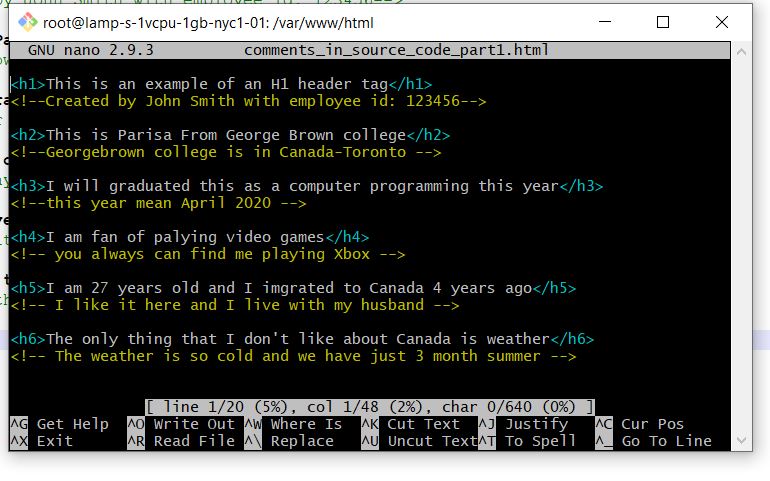 root@lamp-s-1vcpu-1gb-nyc1-01: /var/www/html
GNU nano 2.9.3 comments_in_source_code_part1.html
<h1>This is an example of an H1 header tag</h1>
<!--Created by John Smith with employee id: 123456-->
<h2>This is Parisa From George Brown college</h2>
<!--Georgebrown college is in Canada-Toronto -->
<h3>I will graduated this as a computer programming this year</h3>
<!--this year mean April 2020 -->
<h4>I am fan of palying video games</h4>
<!-- you always can find me playing Xbox -->
<h5>I am 27 years old and I imgrated to Canada 4 years ago</h5>
<!-- I like it here and I live with my husband -->
<h6>The only thing that I don't like about Canada is weather</h6>
<!-- The weather is so cold and we have just 3 month summer -->
[ line 1/20 (5%), col 1/48 (2%), char 0/640 (0%) ]
^G Get Help ^O Write Out ^W Where Is ^K Cut Text ^J Justify ^C Cur Pos
^X Exit ^R Read File ^\ Replace ^U Uncut Text ^T To Spell ^_ Go To Line